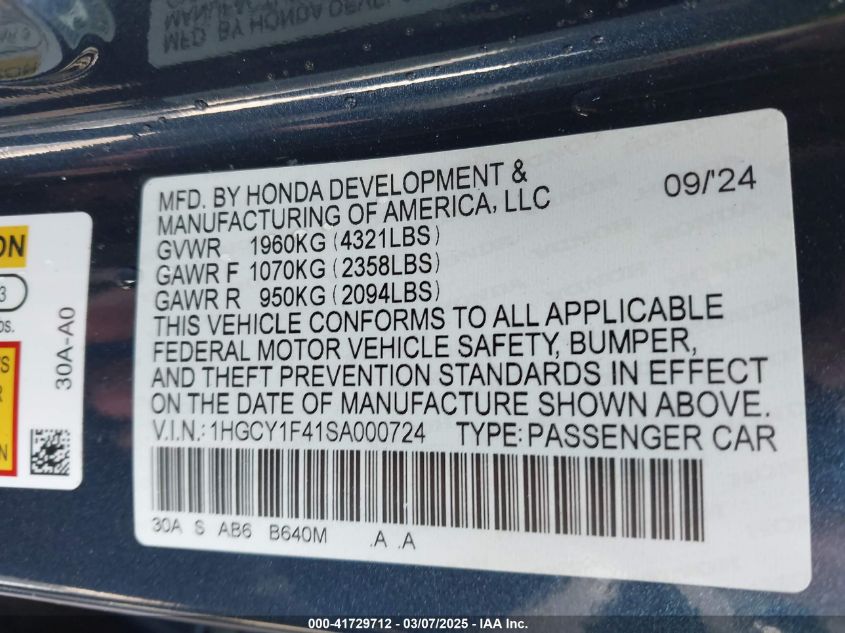 MFD. BY HONDA DEVELOPMENT &
MANUFACTURING OF AMERICA, LLC
09/'24
GVWR 1960KG (4321LBS)
GAWR F 1070KG (2358LBS)
GAWR R 950KG (2094LBS)
THIS VEHICLE CONFORMS TO ALL APPLICABLE
FEDERAL MOTOR VEHICLE SAFETY, BUMPER,
AND THEFT PREVENTION STANDARDS IN EFFECT
ON THE DATE OF MANUFACTURE SHOWN ABOVE.
V.I.N.: 1HGCY1F41SA000724 TYPE: PASSENGER CAR
30A S AB6 B640M .A .A
30A-A0
000-41729712 - 03/07/2025 - IAA Inc.